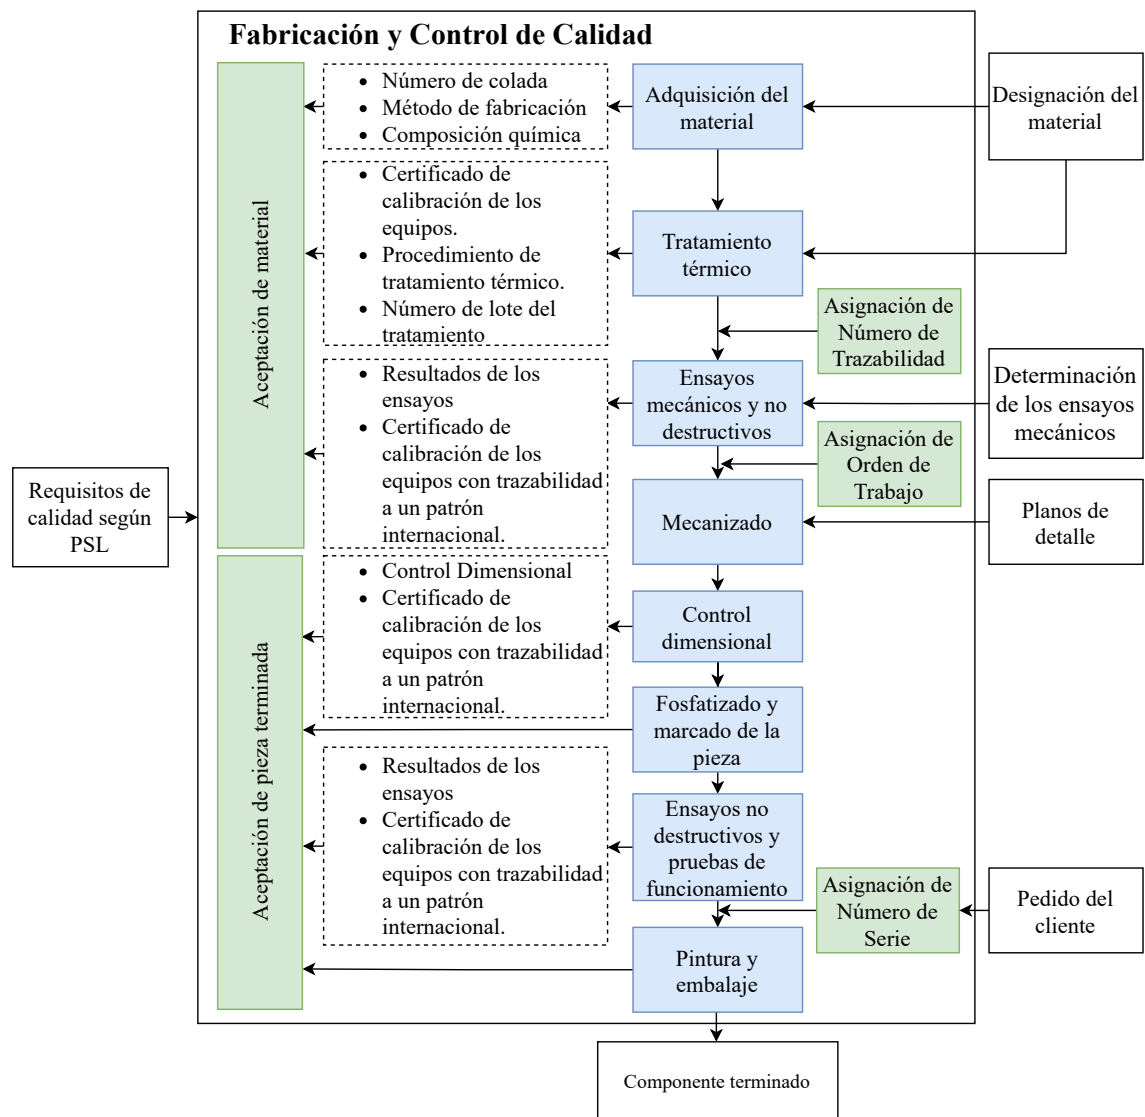 Fabricación y Control de Calidad
• Número de colada
• Método de fabricación
• Composición química
Adquisición del
material
Designación del
material
Aceptación de material
• Certificado de
calibración de los
equipos.
• Procedimiento de
tratamiento térmico.
• Número de lote del
tratamiento
Tratamiento
térmico
Asignación de
Número de
Trazabilidad
• Resultados de los
ensayos
• Certificado de
calibración de los
equipos con trazabilidad
a un patrón
internacional.
Ensayos
mecánicos y no
destructivos
Determinación
de los ensayos
mecánicos
Asignación de
Orden de
Trabajo
Requisitos de
calidad según
PSL
Mecanizado
Planos de
detalle
Aceptación de pieza terminada
• Control Dimensional
• Certificado de
calibración de los
equipos con trazabilidad
a un patrón
internacional.
Control
dimensional
Fosfatizado y
marcado de la
pieza
• Resultados de los
ensayos
• Certificado de
calibración de los
equipos con trazabilidad
a un patrón
internacional.
Ensayos no
destructivos y
pruebas de
funcionamiento
Asignación de
Número de
Serie
Pedido del
cliente
Pintura y
embalaje
Componente terminado